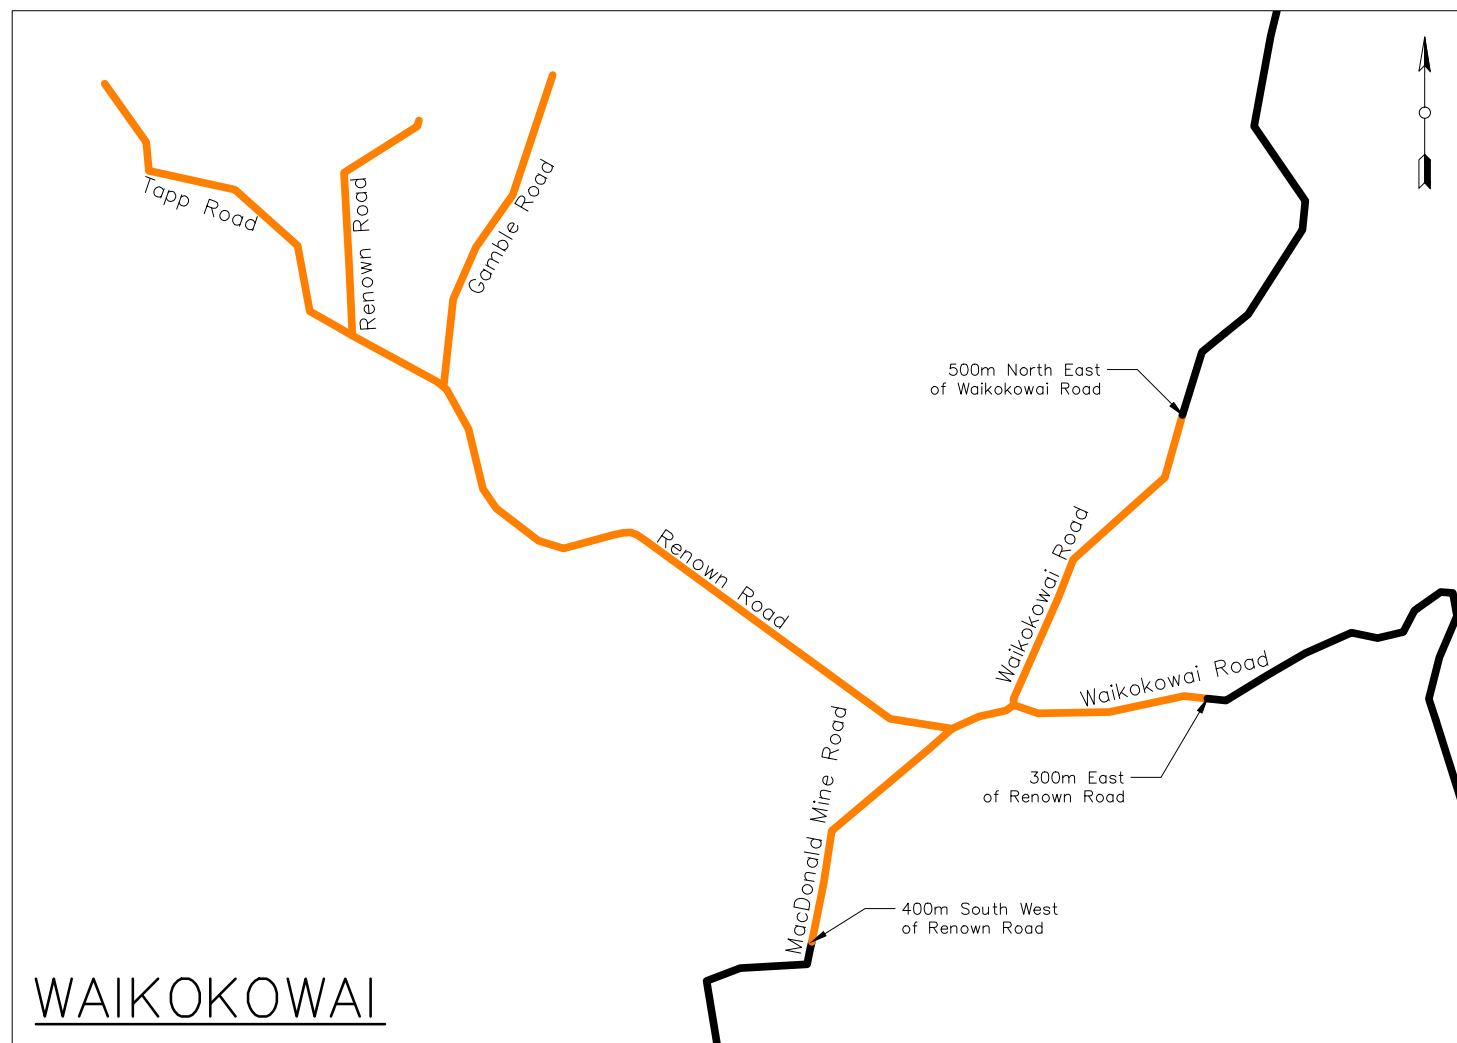 Tapp Road
Renown Road
Gamble Road
500m North East
of Waikokowai Road
Renown Road
Waikokowai Road
Waikokowai Road
MacDonald Mine Road
300m East
of Renown Road
400m South West
of Renown Road
WAIKOKOWAI